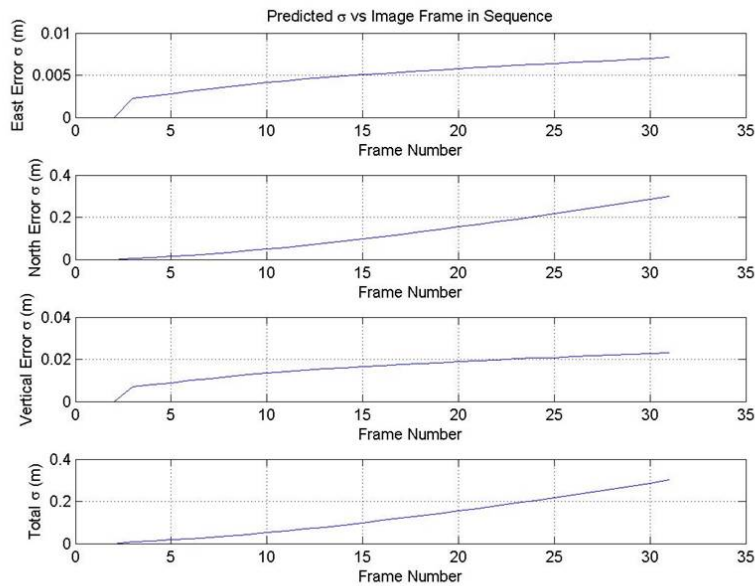 Predicted σ vs Image Frame in Sequence
East Error σ (m)
0.01
0.005
0
0 5 10 15 20 25 30 35
Frame Number
North Error σ (m)
0.4
0.2
0
0 5 10 15 20 25 30 35
Frame Number
Vertical Error σ (m)
0.04
0.02
0
0 5 10 15 20 25 30 35
Frame Number
Total σ (m)
0.4
0.2
0
0 5 10 15 20 25 30 35
Frame Number